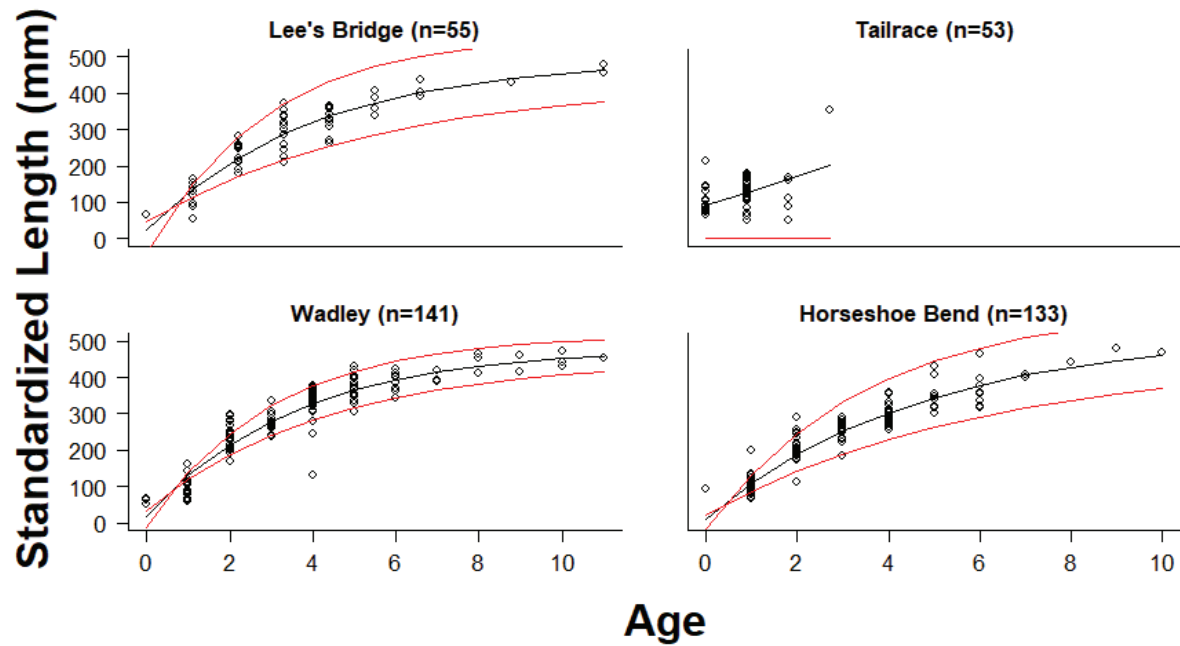 Standardized Length (mm)
Lee's Bridge (n=55)
500
400
300
200
100
0
Tailrace (n=53)
Wadley (n=141)
500
400
300
200
100
0
0 2 4 6 8 10
Horseshoe Bend (n=133)
0 2 4 6 8 10
Age